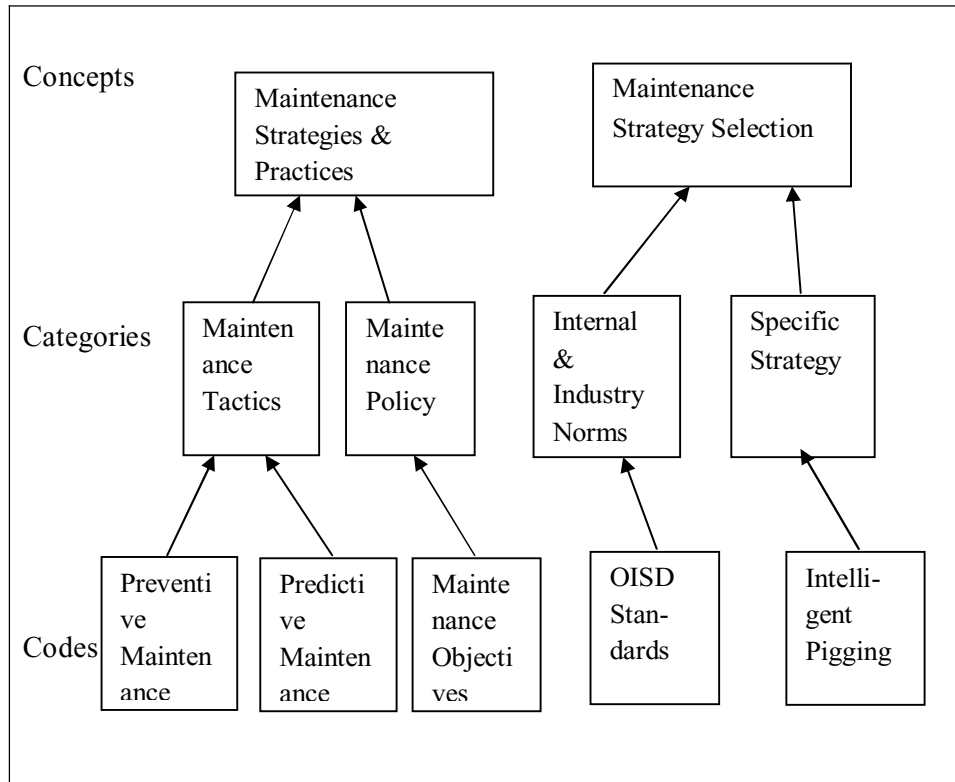 Concepts
Maintenance
Strategies &
Practices
Maintenance
Strategy Selection
Categories
Mainten
ance
Tactics
Mainte
nance
Policy
Internal
&
Industry
Norms
Specific
Strategy
Codes
Preventi
ve
Mainten
ance
Predictive
ve
Mainten
ance
Mainte
nance
Objecti
ves
OISD
Stan-
dards
Intelli-
gent
Pigging